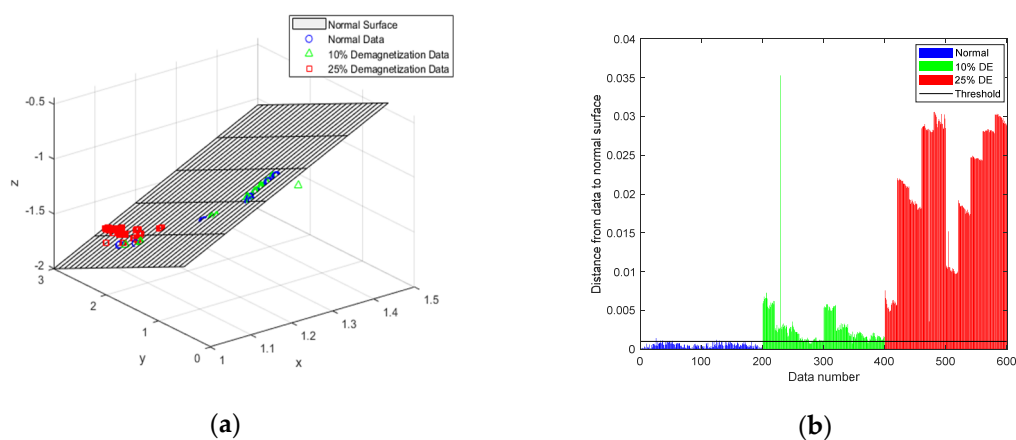 Normal Surface
Normal Data
10% Demagnetization Data
25% Demagnetization Data
-0.5
-1
-1.5
-2
z
3
2
1
0
y
1
1.1
1.2
1.3
1.4
1.5
x
(a)
0.04
0.035
0.03
0.025
0.02
0.015
0.01
0.005
0
Distance from data to normal surface
Normal
10% DE
25% DE
Threshold
0 100 200 300 400 500 600
Data number
(b)